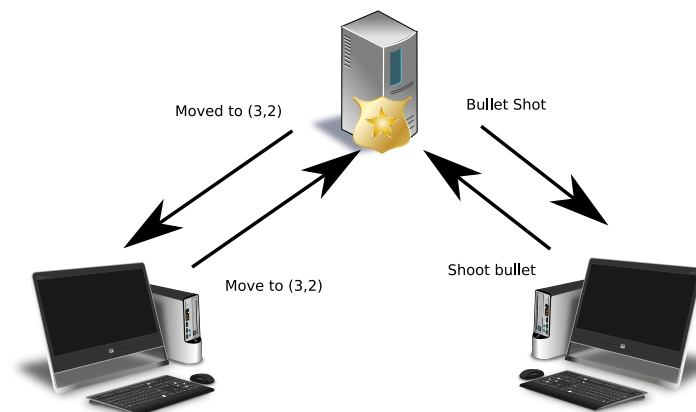 Moved to (3,2)
Bullet Shot
Move to (3,2)
Shoot bullet